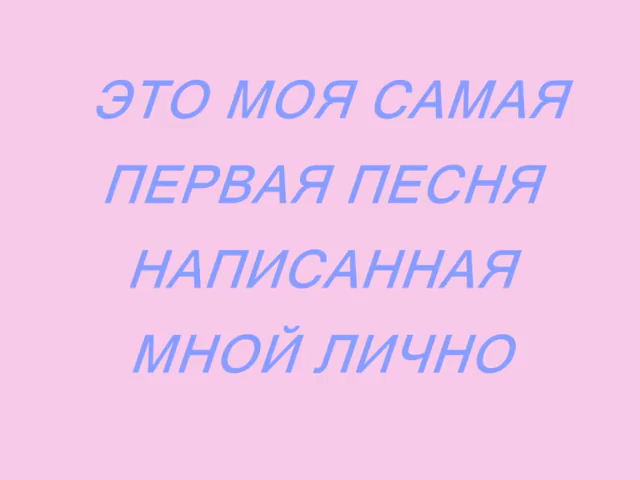 ЭТО МОЯ САМАЯ
ПЕРВАЯ ПЕСНЯ
НАПИСАННАЯ
МНОЙ ЛИЧНО